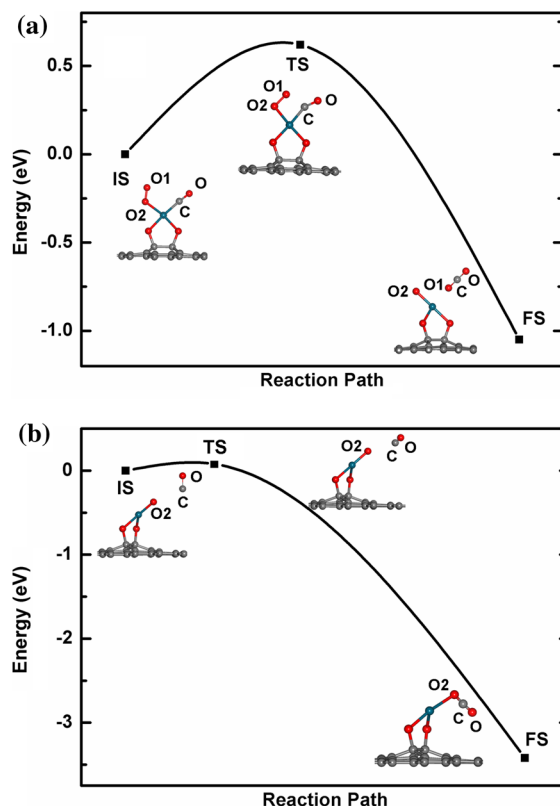 (a)
Energy (eV)
0.5
0.0
-0.5
-1.0
TS
O1
O
O2
C
IS
O1
O
O2
C
O2
O1
C
O
FS
Reaction Path
(b)
Energy (eV)
0
-1
-2
-3
TS
IS
O
C
O2
O2
C
O
O2
C
O
FS
Reaction Path